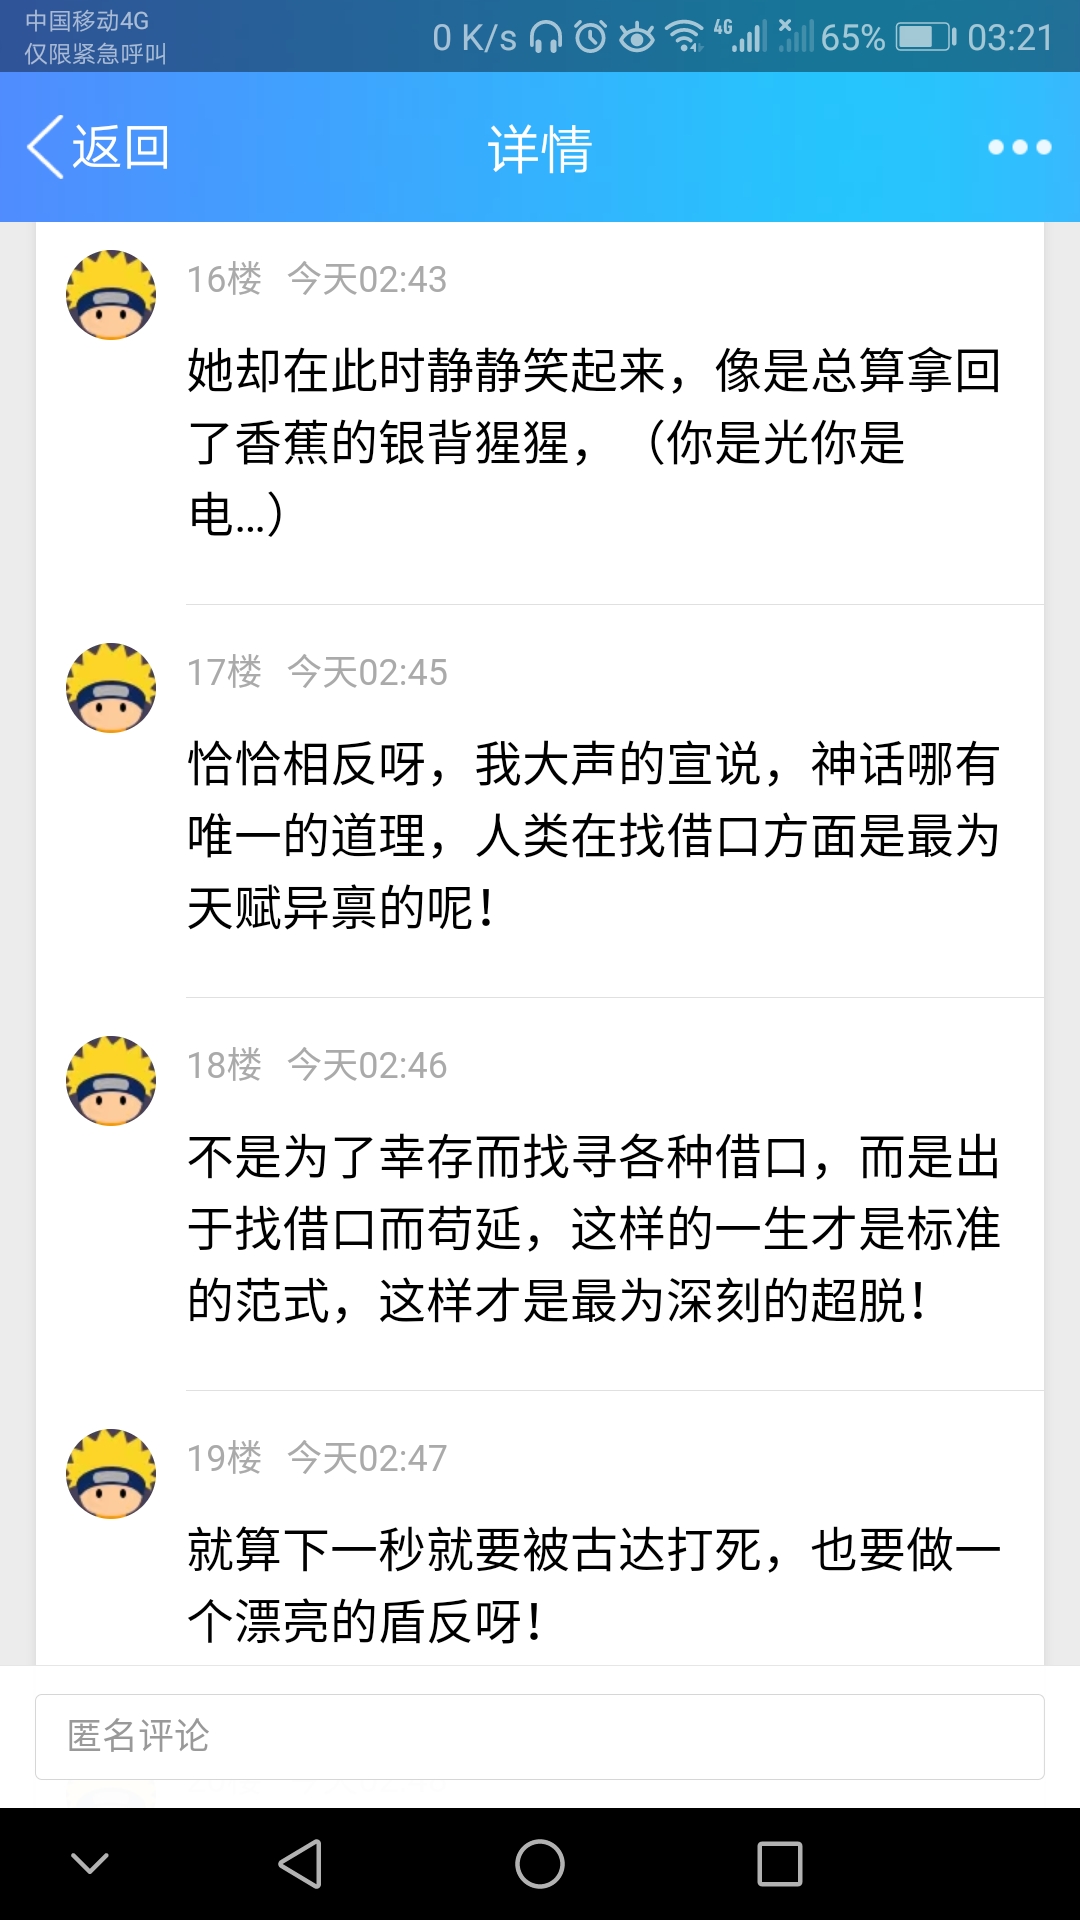 中国移动4G
仅限紧急呼叫
0 K/s 4G 65% 03:21
返回 详情
16楼 今天02:43
她却在此时静静笑起来，像是总算拿回
了香蕉的银背猩猩，（你是光你是
电...）
17楼 今天02:45
恰恰相反呀，我大声的宣说，神话哪有
唯一的道理，人类在找借口方面是最为
天赋异禀的呢！
18楼 今天02:46
不是为了幸存而找寻各种借口，而是出
于找借口而苟延，这样的一生才是标准
的范式，这样才是最为深刻的超脱！
19楼 今天02:47
就算下一秒就要被古达打死，也要做一
个漂亮的盾反呀！
匿名评论